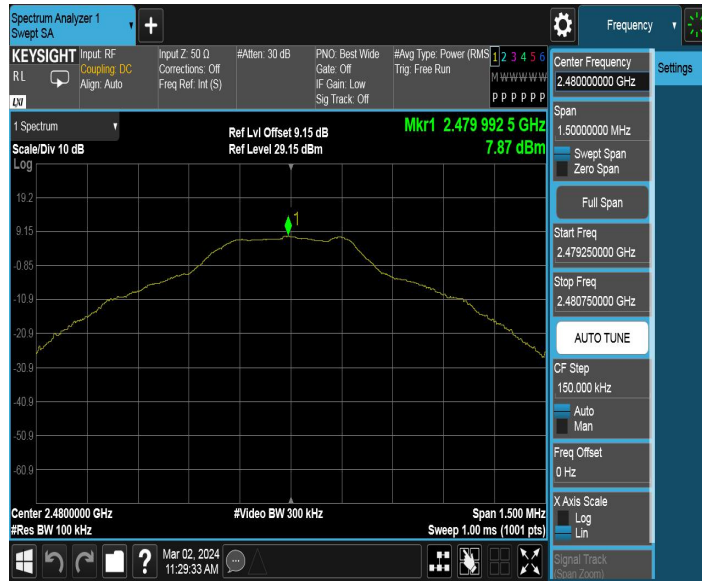 Spectrum Analyzer 1
Swept SA
+
Frequency
KEYSIGHT
RL
LXI
Input: RF
Coupling: DC
Align: Auto
Input Z: 50 Ω
Corrections: Off
Freq Ref: Int (S)
#Atten: 30 dB
PNO: Best Wide
Gate: Off
IF Gain: Low
Sig Track: Off
#Avg Type: Power (RMS
Trig: Free Run
1 2 3 4 5 6
M W W W W W
P P P P P P
1 Spectrum
Scale/Div 10 dB
Log
Ref Lvl Offset 9.15 dB
Ref Level 29.15 dBm
Mkr1 2.479 992 5 GHz
7.87 dBm
19.2
9.15
-0.85
-10.9
-20.9
-30.9
-40.9
-50.9
-60.9
1
Center 2.4800000 GHz
#Res BW 100 kHz
#Video BW 300 kHz
Span 1.500 MHz
Sweep 1.00 ms (1001 pts)
?
Mar 02, 2024
11:29:33 AM
Settings
Center Frequency
2.480000000 GHz
Span
1.50000000 MHz
Swept Span
Zero Span
Full Span
Start Freq
2.479250000 GHz
Stop Freq
2.480750000 GHz
AUTO TUNE
CF Step
150.000 kHz
Auto
Man
Freq Offset
0 Hz
X Axis Scale
Log
Lin
Signal Track
(Span Zoom)